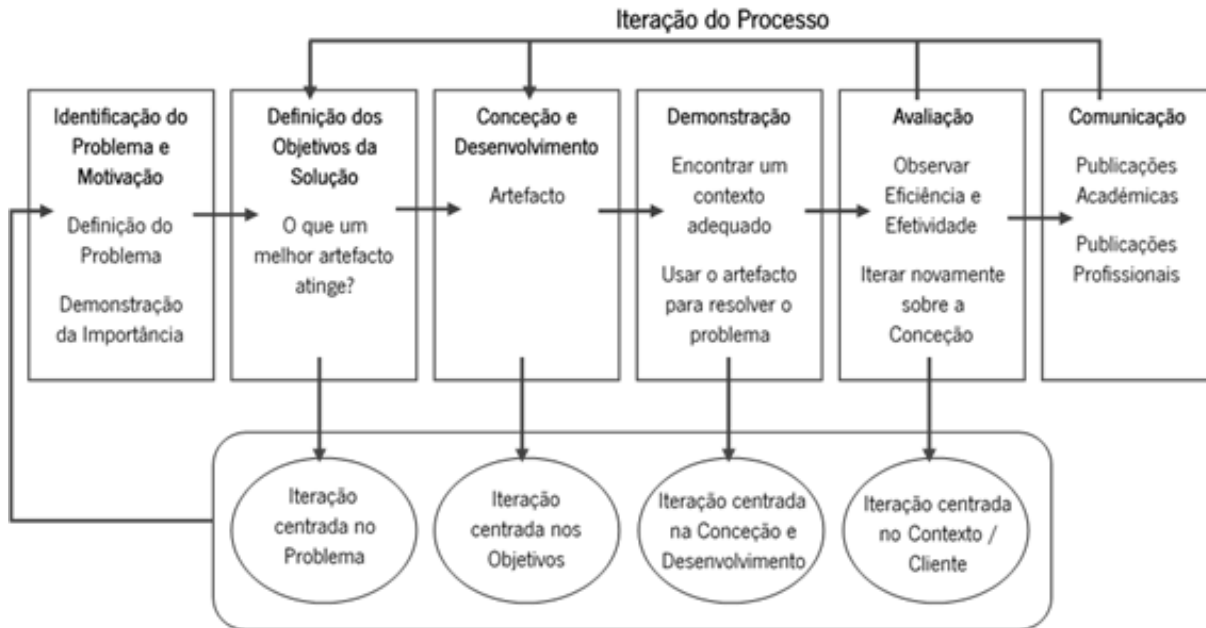 Iteração do Processo
Identificação do
Problema e
Motivação
Definição do
Problema
Demonstração
da Importância
Definição dos
Objetivos da
Solução
O que um
melhor artefacto
atinge?
Conceção e
Desenvolvimento
Artefacto
Demonstração
Encontrar um
contexto
adequado
Usar o artefacto
para resolver o
problema
Avaliação
Observar
Eficiência e
Efetividade
Iterar novamente
sobre a
Conceção
Comunicação
Publicações
Académicas
Publicações
Profissionais
Iteração
centrada no
Problema
Iteração
centrada nos
Objetivos
Iteração centrada
na Conceção e
Desenvolvimento
Iteração centrada
no Contexto /
Cliente